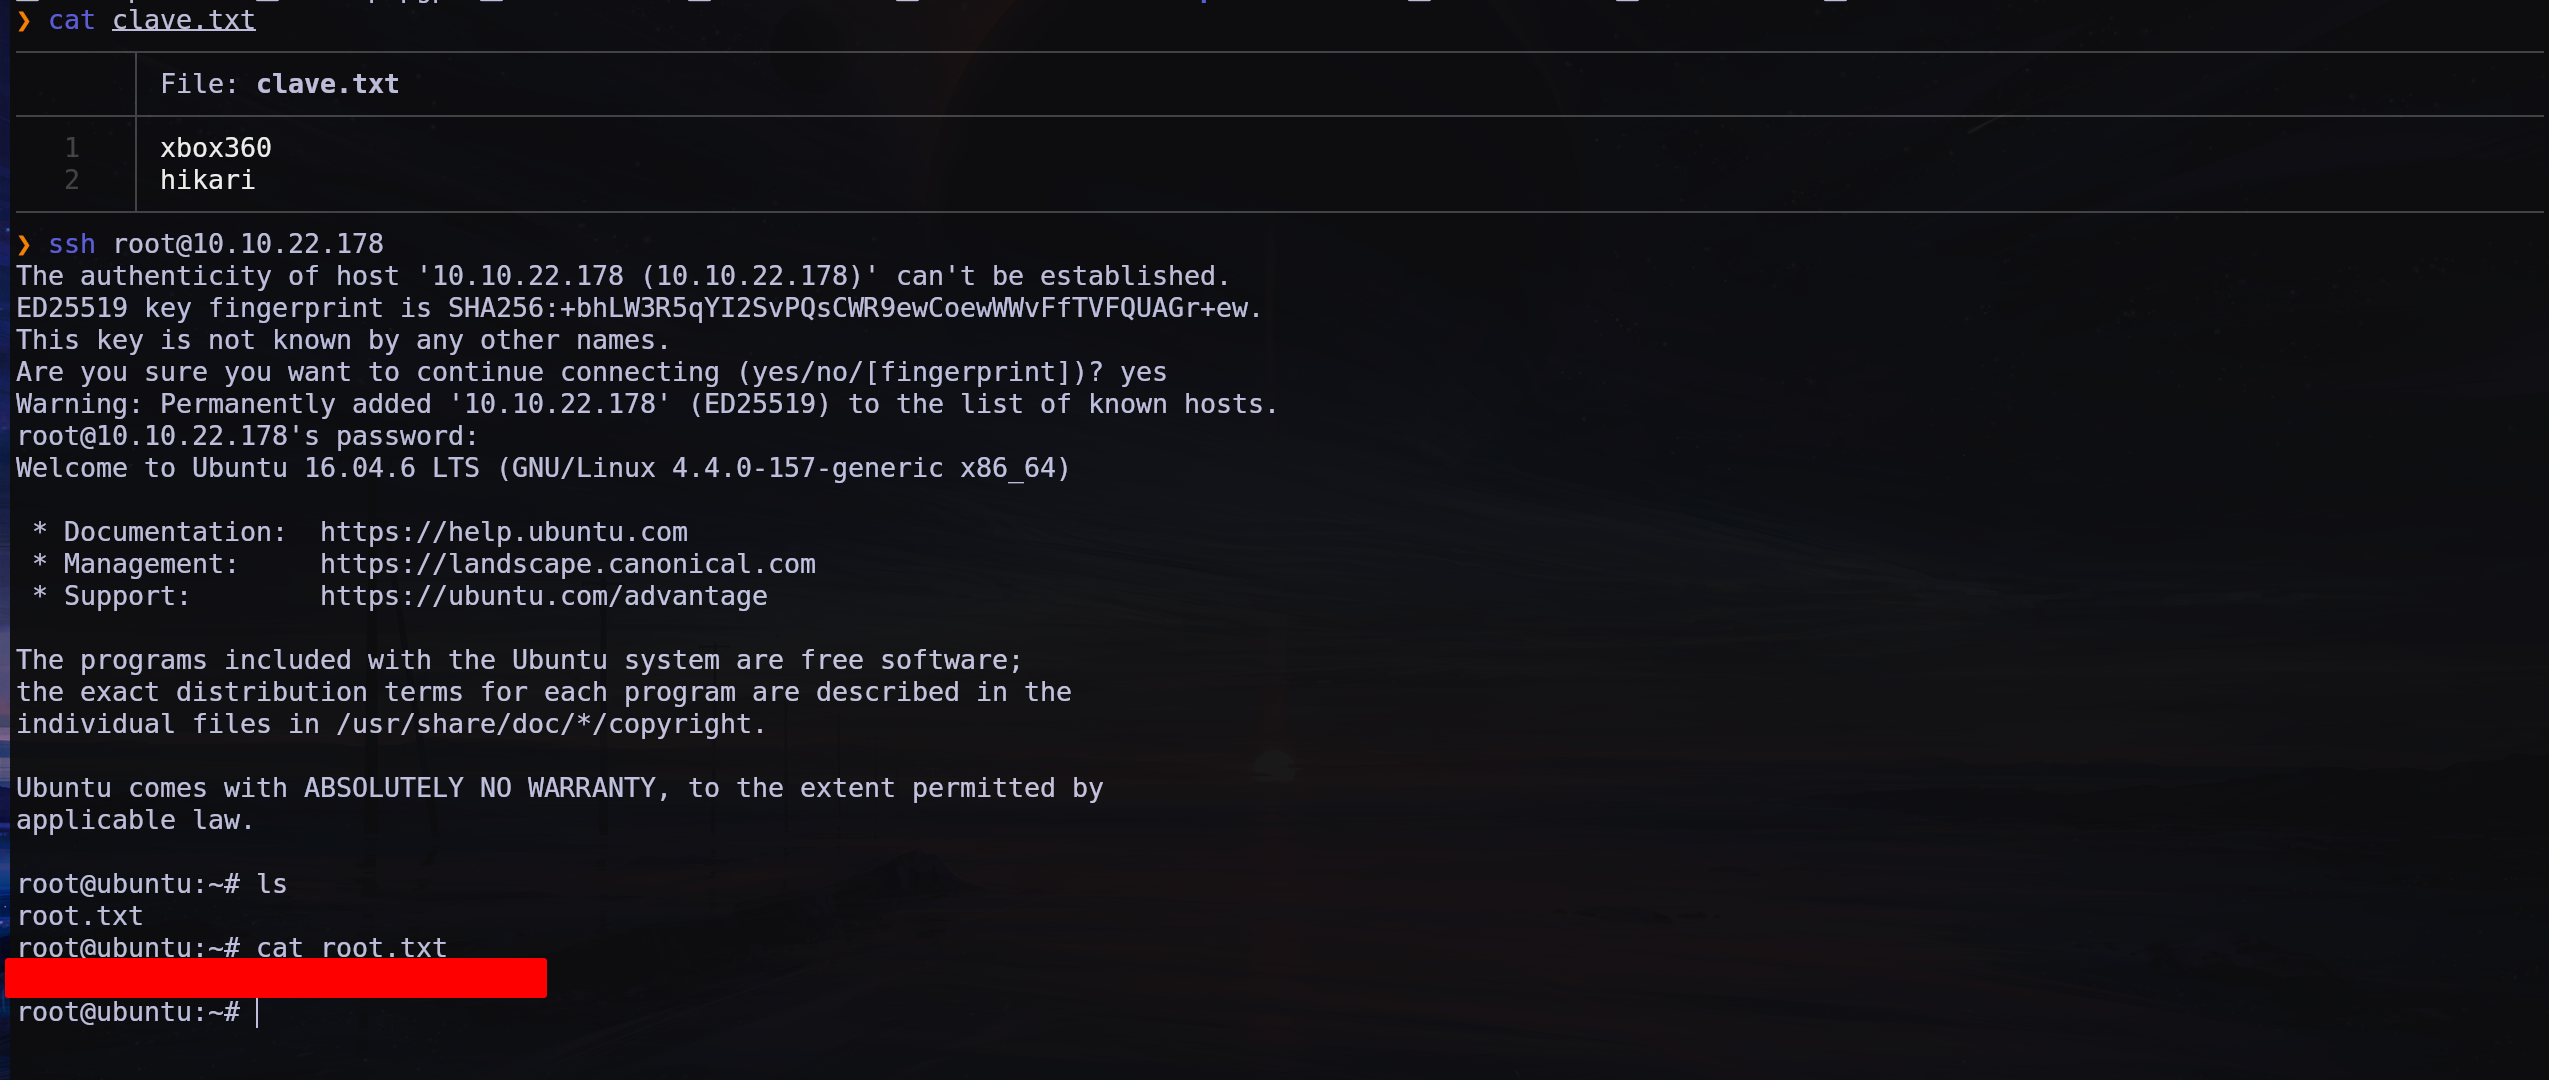 ❯ cat clave.txt
File: clave.txt
1 xbox360
2 hikari
❯ ssh root@10.10.22.178
The authenticity of host '10.10.22.178 (10.10.22.178)' can't be established.
ED25519 key fingerprint is SHA256:+bhLW3R5qYI2SvPQsCWR9ewCoewWWvFfTVFQUAGr+ew.
This key is not known by any other names.
Are you sure you want to continue connecting (yes/no/[fingerprint])? yes
Warning: Permanently added '10.10.22.178' (ED25519) to the list of known hosts.
root@10.10.22.178's password:
Welcome to Ubuntu 16.04.6 LTS (GNU/Linux 4.4.0-157-generic x86_64)
* Documentation:  https://help.ubuntu.com
* Management:     https://landscape.canonical.com
* Support:        https://ubuntu.com/advantage
The programs included with the Ubuntu system are free software;
the exact distribution terms for each program are described in the
individual files in /usr/share/doc/*/copyright.
Ubuntu comes with ABSOLUTELY NO WARRANTY, to the extent permitted by
applicable law.
root@ubuntu:~# ls
root.txt
root@ubuntu:~# cat root.txt
root@ubuntu:~#